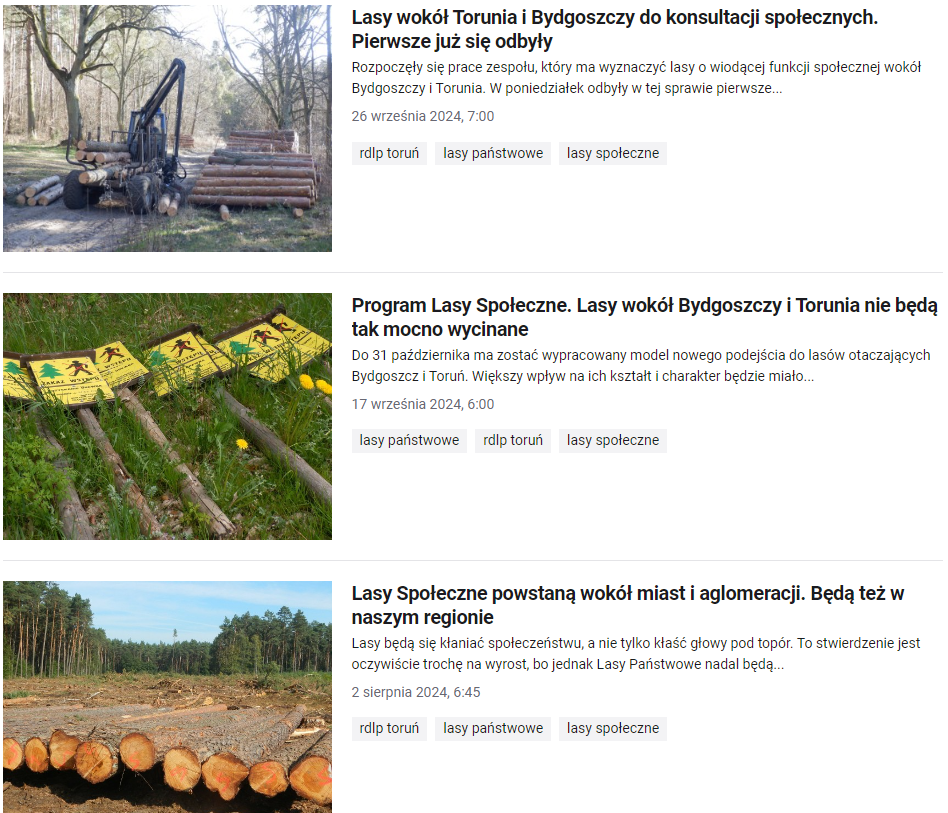 Lasy wokół Torunia i Bydgoszczy do konsultacji społecznych.
Pierwsze już się odbyły
Rozpoczęły się prace zespołu, który ma wyznaczyć lasy o wiodącej funkcji społecznej wokół
Bydgoszczy i Torunia. W poniedziałek odbyły w tej sprawie pierwsze...
26 września 2024, 7:00
rdlp toruń lasy państwowe lasy społeczne
ZAKAZ WSTĘPU
Program Lasy Społeczne. Lasy wokół Bydgoszczy i Torunia nie będą
tak mocno wycinane
Do 31 października ma zostać wypracowany model nowego podejścia do lasów otaczających
Bydgoszcz i Toruń. Większy wpływ na ich kształt i charakter będzie miało...
17 września 2024, 6:00
lasy państwowe rdlp toruń lasy społeczne
Lasy Społeczne powstaną wokół miast i aglomeracji. Będą też w
naszym regionie
Lasy będą się kłaniać społeczeństwu, a nie tylko kłaść głowy pod topór. To stwierdzenie jest
oczywiście trochę na wyrost, bo jednak Lasy Państwowe nadal będą...
2 sierpnia 2024, 6:45
rdlp toruń lasy państwowe lasy społeczne